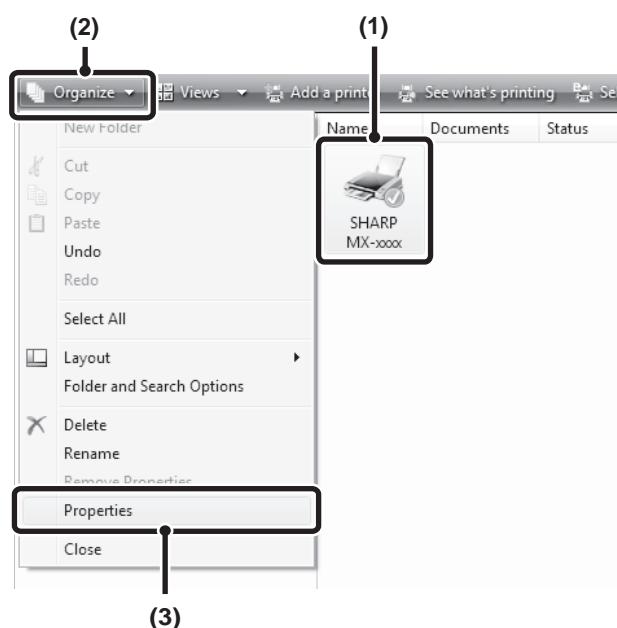 (2) (1)
Organize Views Add a printer See what's printing Se
Name Documents Status
New Folder
Cut
Copy
Paste
Undo
Redo
Select All
Layout
Folder and Search Options
Delete
Rename
Remove Properties
Properties
Close
SHARP
MX-xxxx
(3)